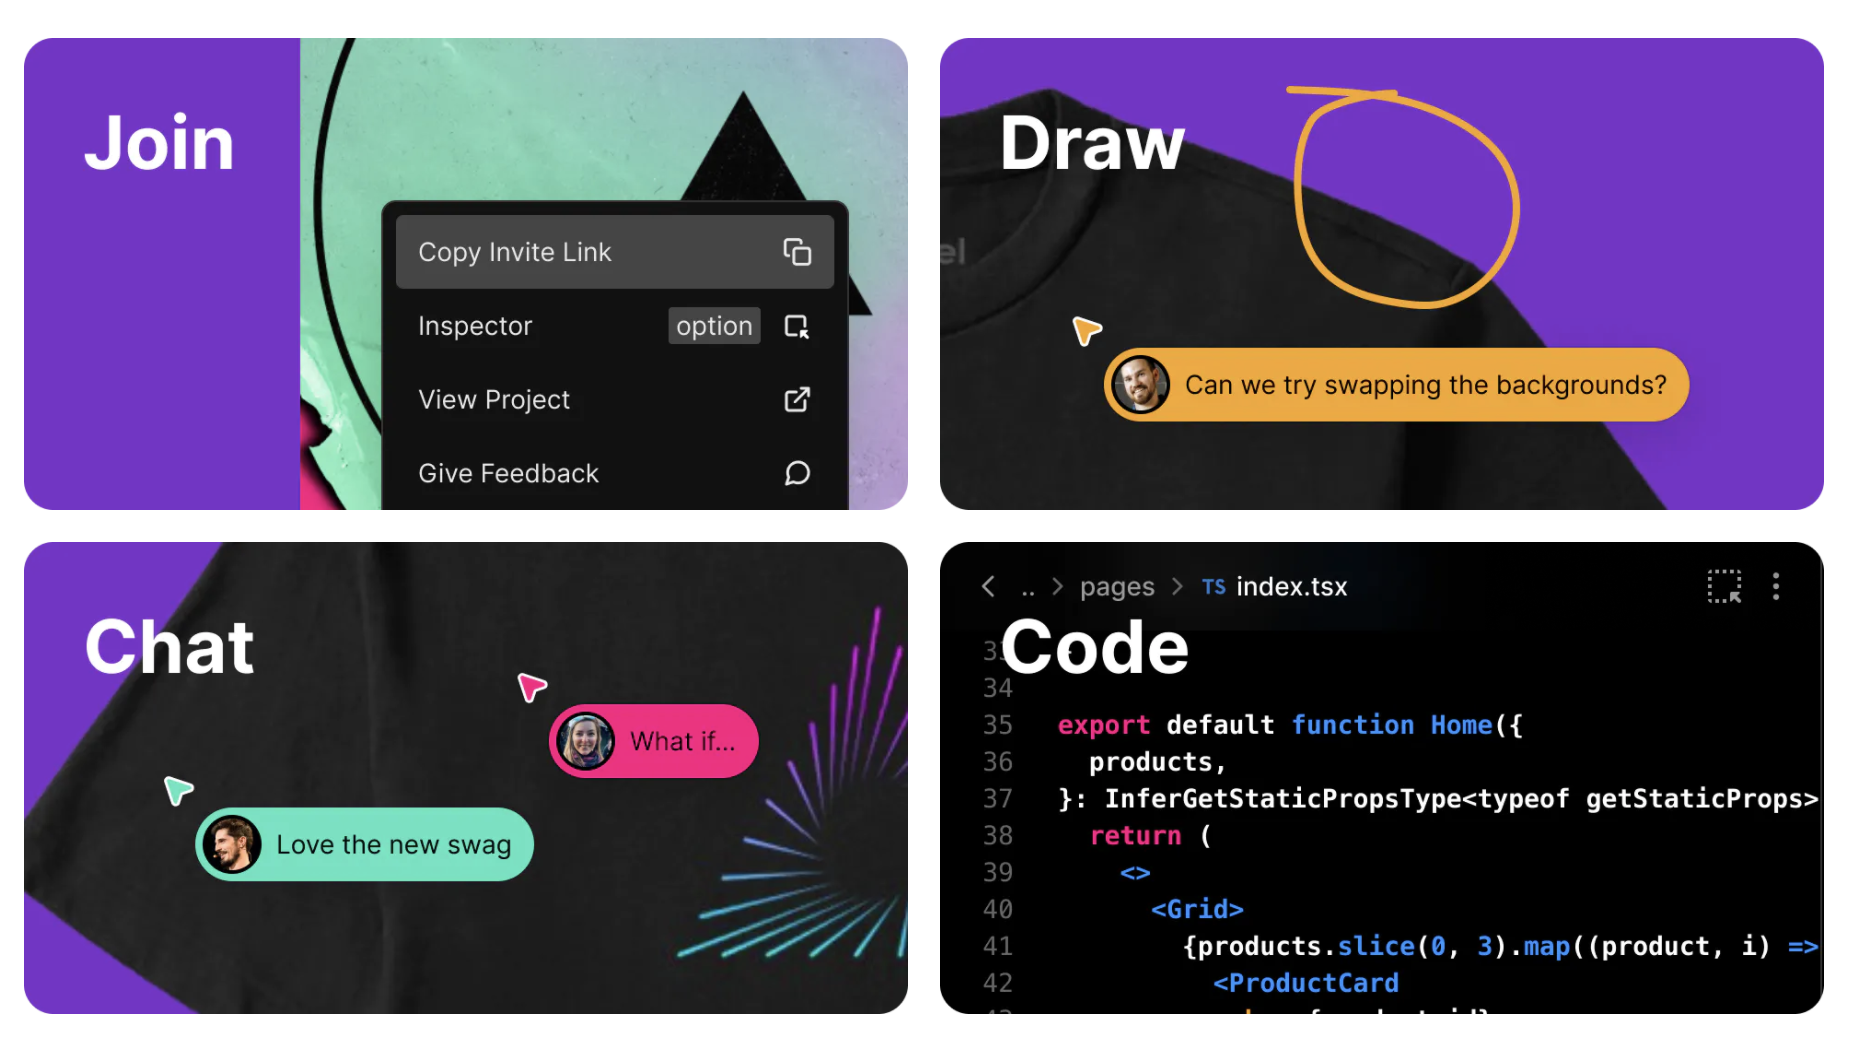 Join
Copy Invite Link
Inspector option
View Project
Give Feedback
Draw
el
Can we try swapping the backgrounds?
Chat
What if...
Love the new swag
.. > pages > TS index.tsx
Code
34
35 export default function Home({
36 products,
37 }: InferGetStaticPropsType<typeof getStaticProps>
38 return (
39 <>
40 <Grid>
41 {products.slice(0, 3).map((product, i) =>
42 <ProductCard